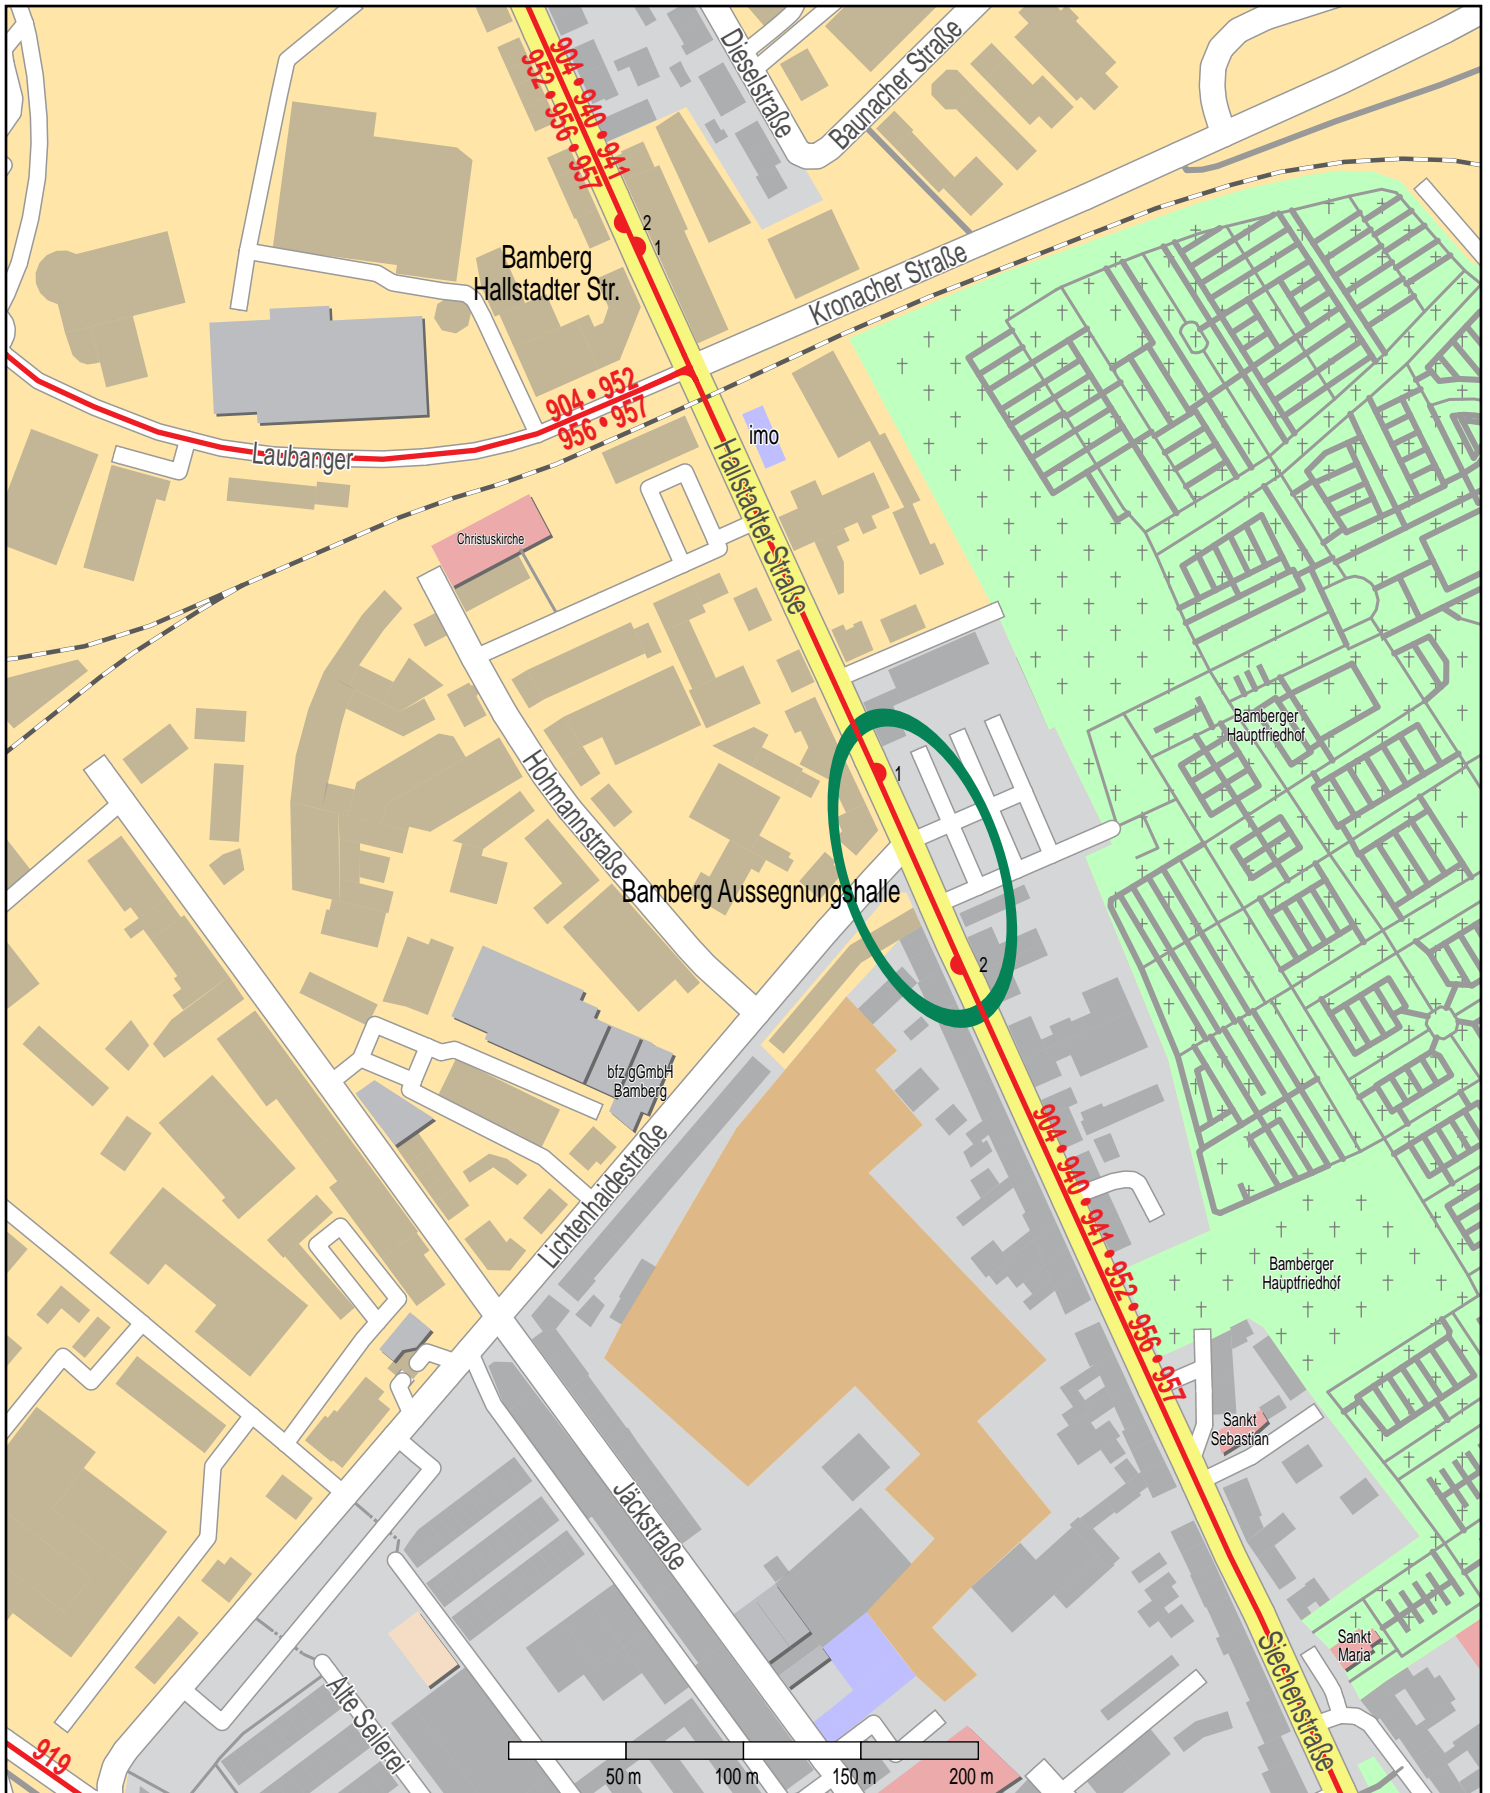 Dieselstraße
Baunacher Straße
904 • 940 • 941
952 • 956 • 957
2
1
Bamberg
Hallstadter Str.
Kronacher Straße
904 • 952
956 • 957
Laubanger
imo
Hallstadter Straße
Christuskirche
Hohmannstraße
Bamberger
Hauptfriedhof
1
Bamberg Aussegnungshalle
2
bfz gGmbH
Bamberg
Lichtenhaidestraße
904 • 940 • 941 • 952 • 956 • 957
Bamberger
Hauptfriedhof
Sankt
Sebastian
Jäckstraße
Sankt
Maria
Siechenstraße
Alte Seilerei
919
50 m
100 m
150 m
200 m